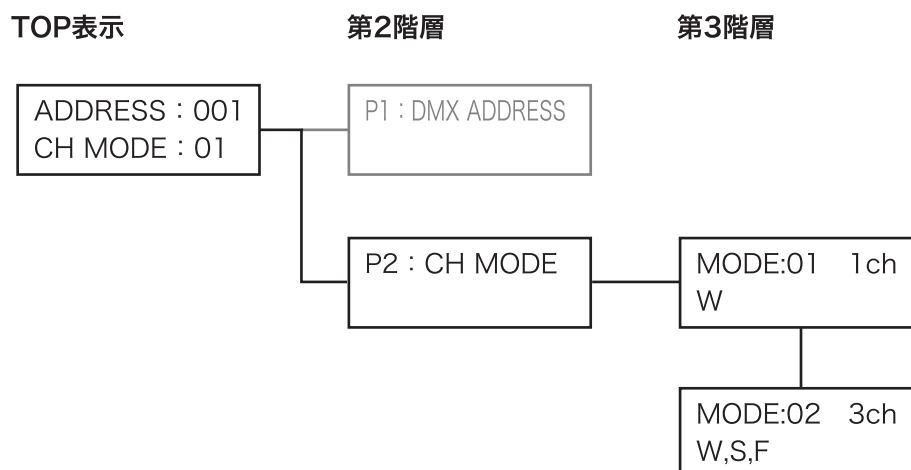 TOP表示 第2階層 第3階層
ADDRESS：001
CH MODE：01
P1：DMX ADDRESS
P2：CH MODE
MODE:01 1ch
W
MODE:02 3ch
W,S,F